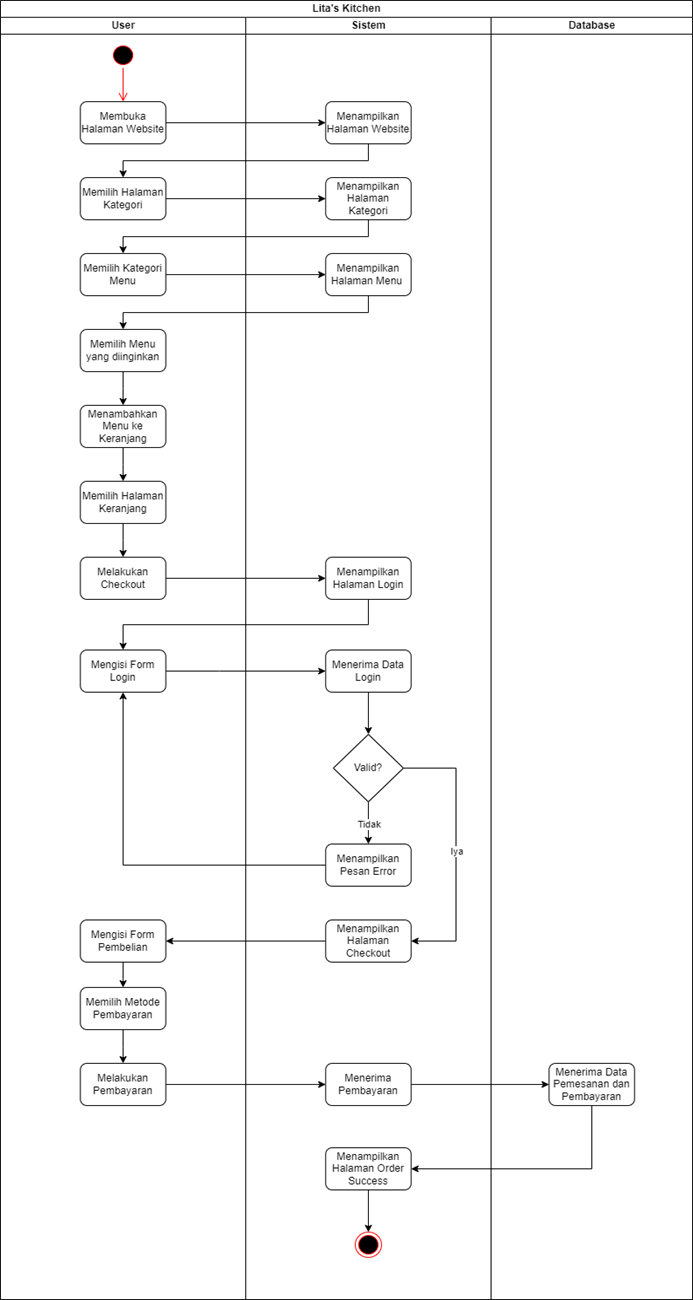 Lita's Kitchen
User
Sistem
Database
Membuka
Halaman Website
Menampilkan
Halaman Website
Memilih Halaman
Kategori
Menampilkan
Halaman
Kategori
Memilih Kategori
Menu
Menampilkan
Halaman Menu
Memilih Menu
yang diinginkan
Menambahkan
Menu ke
Keranjang
Memilih Halaman
Keranjang
Melakukan
Checkout
Menampilkan
Halaman Login
Mengisi Form
Login
Menerima Data
Login
Valid?
Tidak
Iya
Menampilkan
Pesan Error
Menampilkan
Halaman
Checkout
Mengisi Form
Pembelian
Memilih Metode
Pembayaran
Melakukan
Pembayaran
Menerima
Pembayaran
Menerima Data
Pemesanan dan
Pembayaran
Menampilkan
Halaman Order
Success